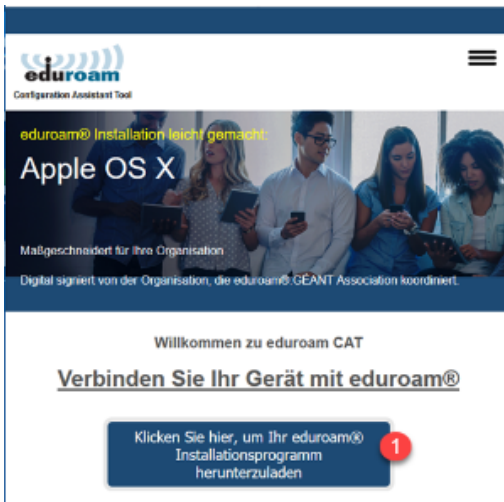 eduroam
Configuration Assistant Tool
eduroam® Installation leicht gemacht:
Apple OS X
Maßgeschneidert für Ihre Organisation
Digital signiert von der Organisation, die eduroam®:GÉANT Association koordiniert.
Willkommen zu eduroam CAT
Verbinden Sie Ihr Gerät mit eduroam®
Klicken Sie hier, um Ihr eduroam®
Installationsprogramm
herunterzuladen
1